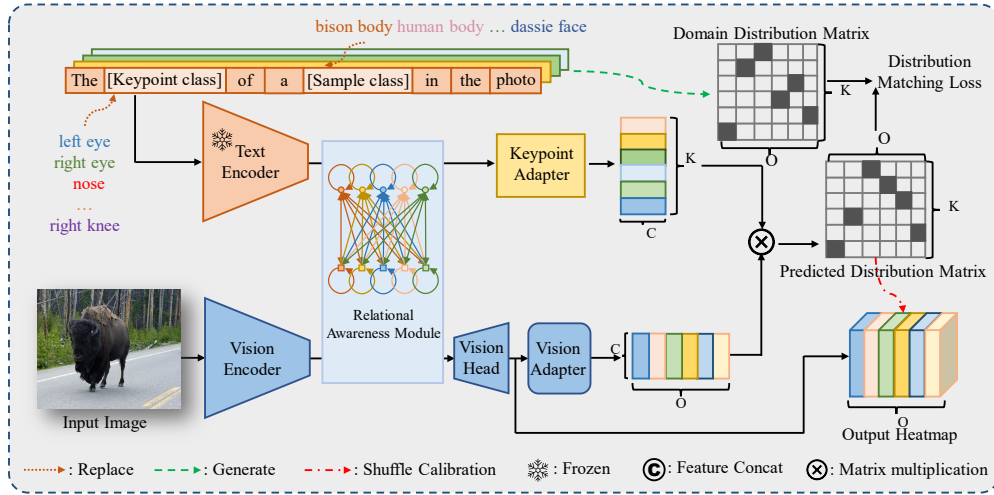 bison body human body … dassie face
The [Keypoint class] of a [Sample class] in the photo
left eye
right eye
nose
...
right knee
Text
Encoder
Relational
Awareness Module
Keypoint
Adapter
K
C
Domain Distribution Matrix
K
O
Distribution
Matching Loss
O
K
Predicted Distribution Matrix
Input Image
Vision
Encoder
Vision
Head
Vision
Adapter
C
O
O
Output Heatmap
: Replace
: Generate
: Shuffle Calibration
: Frozen
C : Feature Concat
: Matrix multiplication